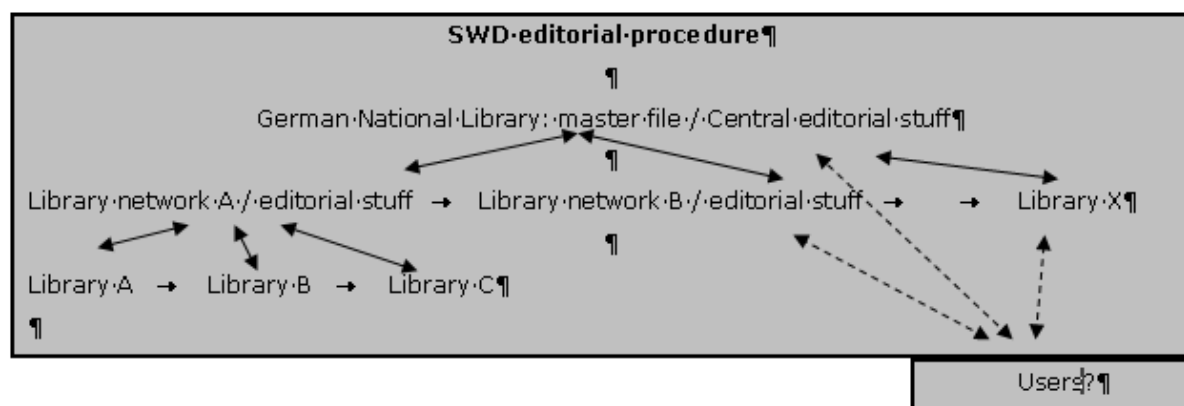 SWD·editorial·procedure¶
¶
German·National·Library:·master·file·/·Central·editorial·stuff¶
¶
Library·network·A·/·editorial·stuff → Library·network·B·/·editorial·stuff → → Library·X¶
¶
Library·A → Library·B → Library·C¶
¶
Users?¶